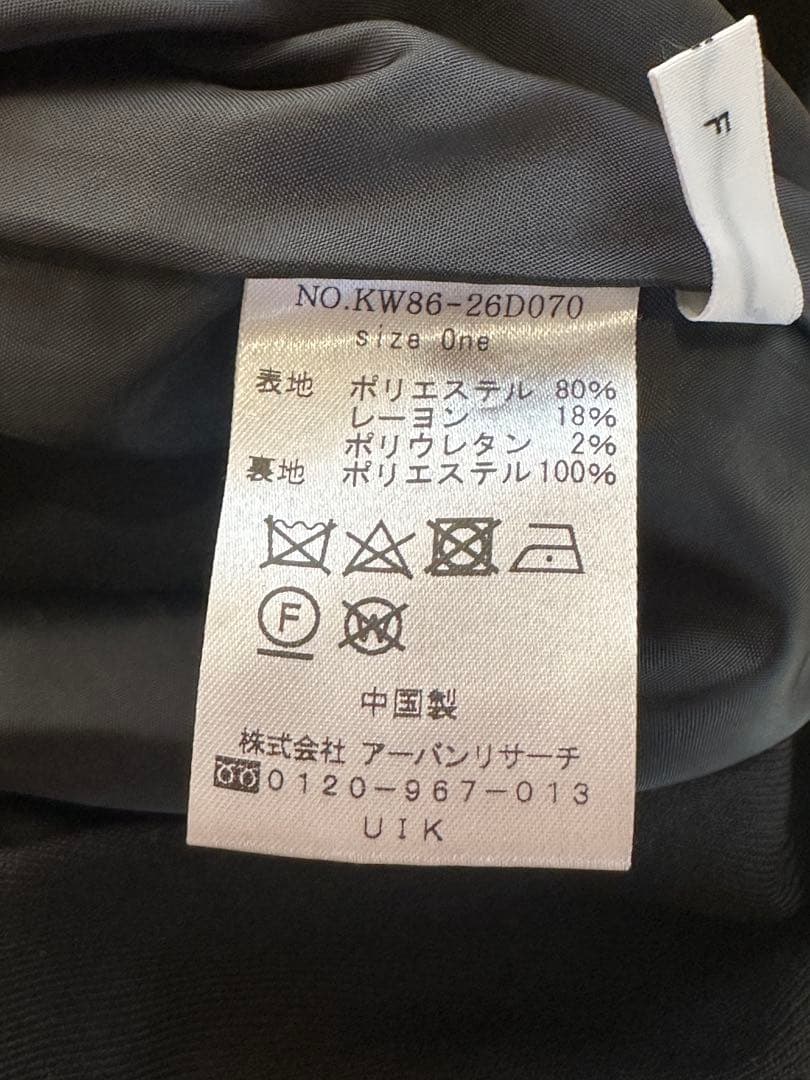 F
NO.KW86-26D070
size One
表地 ポリエステル 80%
レーヨン 18%
ポリウレタン 2%
裏地 ポリエステル 100%
F
W
中国製
株式会社 アーバンリサーチ
0120-967-013
UIK